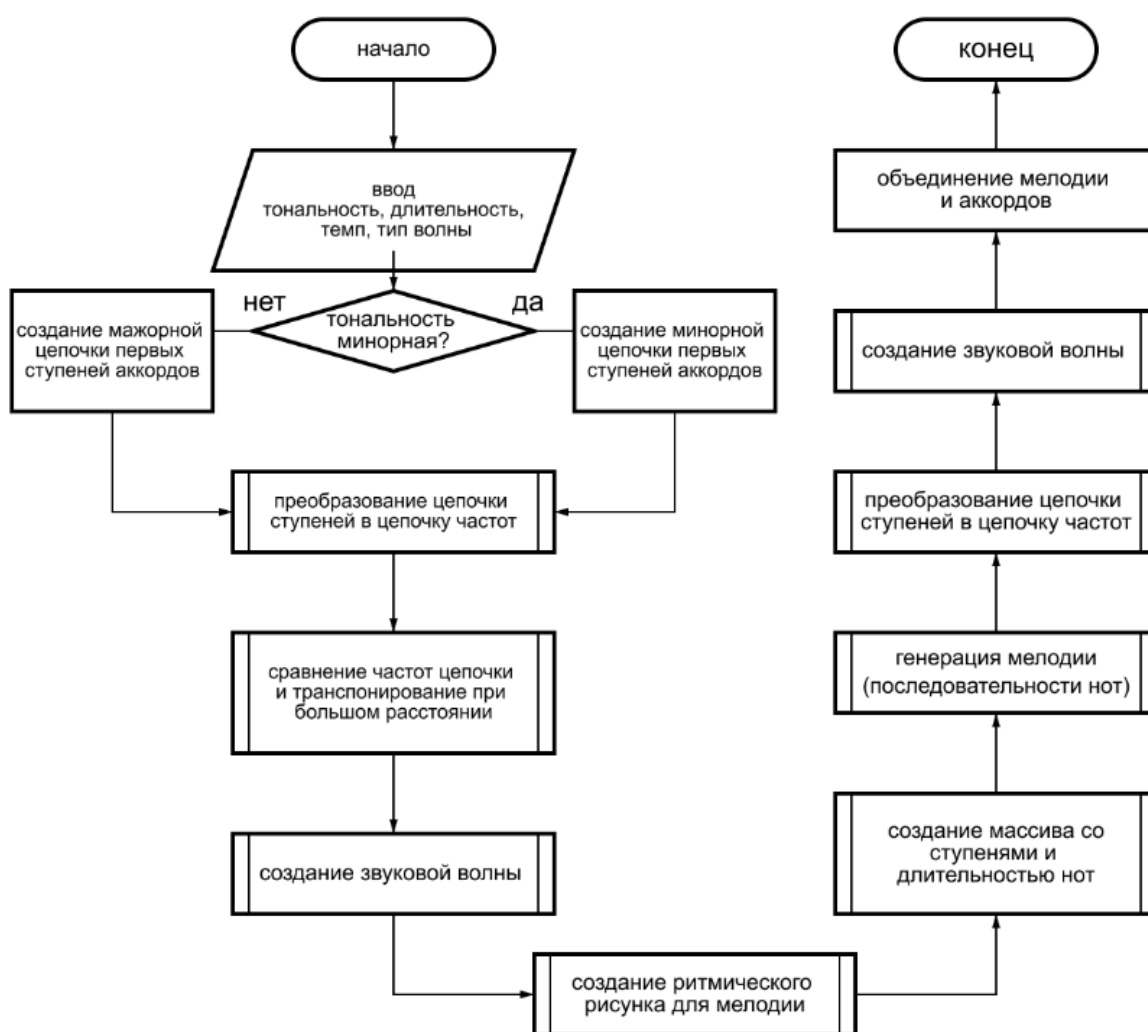 начало
ввод
тональность, длительность,
темп, тип волны
нет
да
тональность
минорная?
создание мажорной
цепочки первых
ступеней аккордов
создание минорной
цепочки первых
ступеней аккордов
преобразование цепочки
ступеней в цепочку частот
сравнение частот цепочки
и транспонирование при
большом расстоянии
создание звуковой волны
создание ритмического
рисунка для мелодии
создание массива со
ступенями и
длительностью нот
генерация мелодии
(последовательности нот)
преобразование цепочки
ступеней в цепочку частот
создание звуковой волны
объединение мелодии
и аккордов
конец